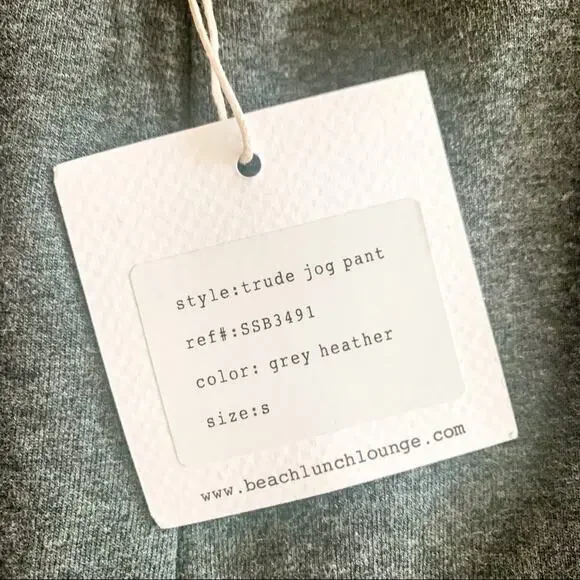 style:trude jog pant
ref#:SSB3491
color: grey heather
size:s
www.beachlunchlounge.com